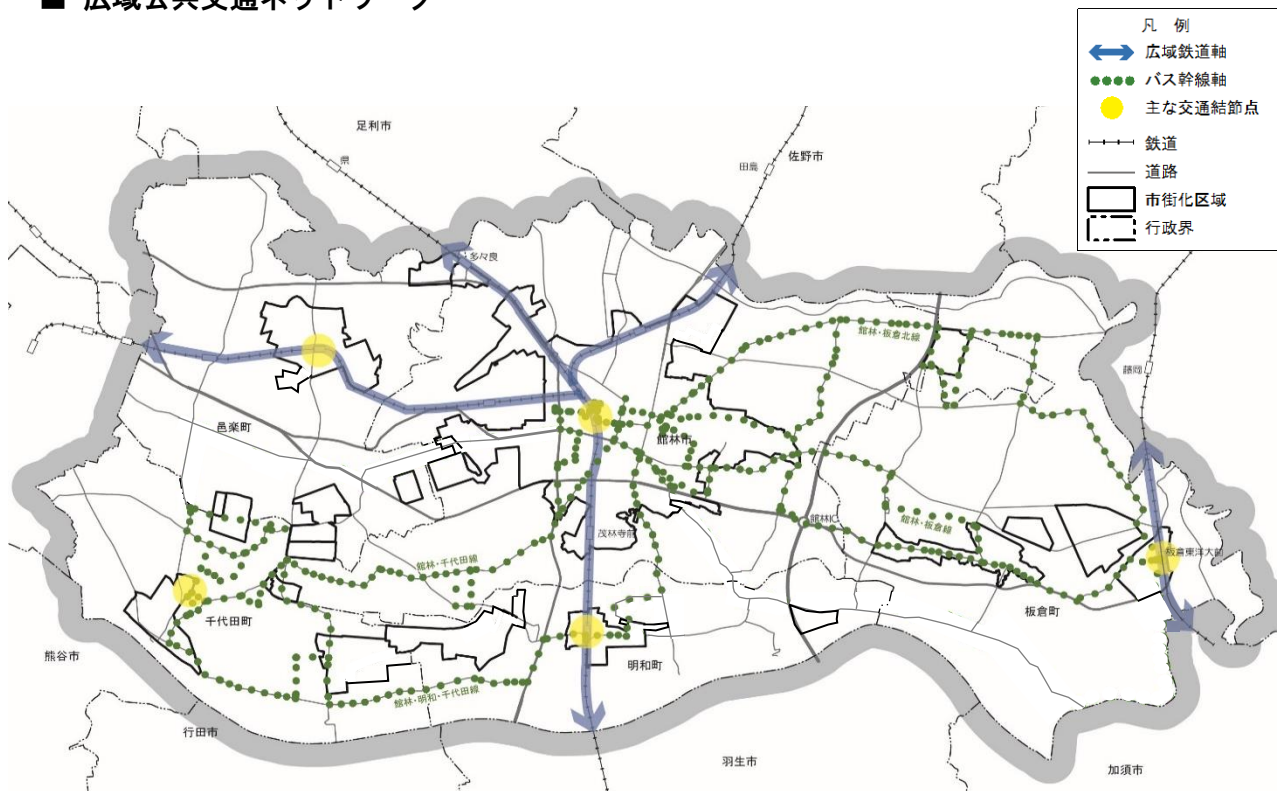 ■ 広域公共交通ネットワーク
凡 例
広域鉄道軸
バス幹線軸
主な交通結節点
鉄道
道路
市街化区域
行政界
足利市
県
佐野市
田島
多々良
館林・板倉北線
藤岡
邑楽町
館林市
館林・板倉線
館林IC
茂林寺前
板倉東洋大前
館林・千代田線
千代田町
板倉町
熊谷市
明和町
館林・明和・千代田線
行田市
羽生市
加須市